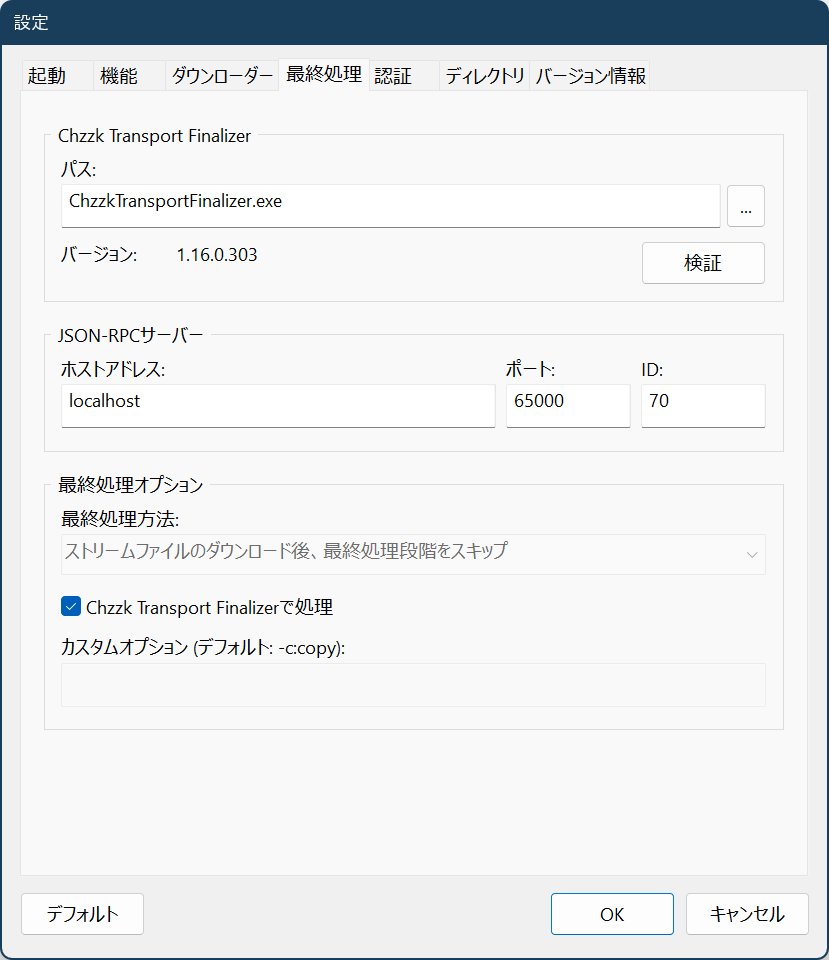 設定
起動 機能 ダウンローダー 最終処理 認証 ディレクトリ バージョン情報
Chzzk Transport Finalizer
パス:
ChzzkTransportFinalizer.exe ...
バージョン: 1.16.0.303
検証
JSON-RPCサーバー
ホストアドレス: ポート: ID:
localhost 65000 70
最終処理オプション
最終処理方法:
ストリームファイルのダウンロード後、最終処理段階をスキップ
Chzzk Transport Finalizerで処理
カスタムオプション (デフォルト: -c:copy):
デフォルト OK キャンセル